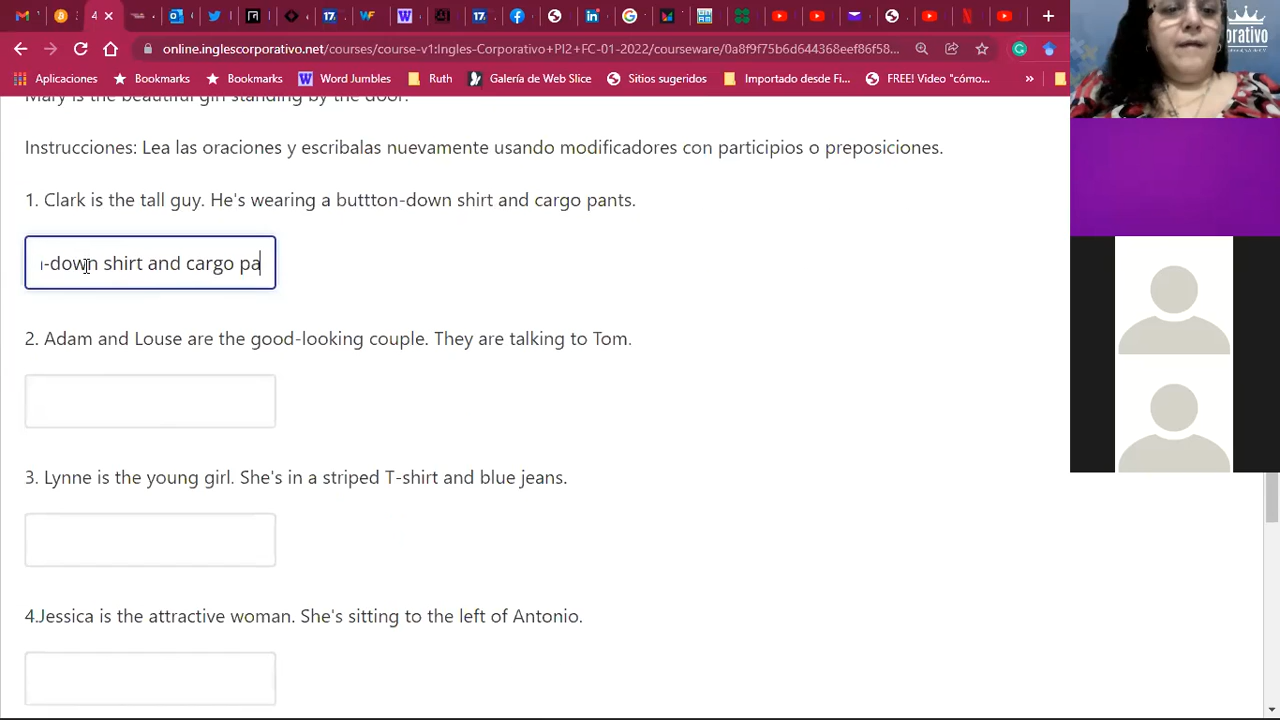 4
17
WF
17
online.inglescorporativo.net/courses/course-v1:Ingles-Corporativo+PI2+FC-01-2022/courseware/0a8f9f75b6d644368eef86f58...
Aplicaciones
Bookmarks
Bookmarks
Word Jumbles
Ruth
Galería de Web Slice
Sitios sugeridos
Importado desde Fi...
FREE! Video "cómo...
»
orativo
Mary is the beautiful girl standing by the door.
Instrucciones: Lea las oraciones y escribalas nuevamente usando modificadores con participios o preposiciones.
1. Clark is the tall guy. He's wearing a buttton-down shirt and cargo pants.
-down shirt and cargo pa
2. Adam and Louse are the good-looking couple. They are talking to Tom.
3. Lynne is the young girl. She's in a striped T-shirt and blue jeans.
4.Jessica is the attractive woman. She's sitting to the left of Antonio.